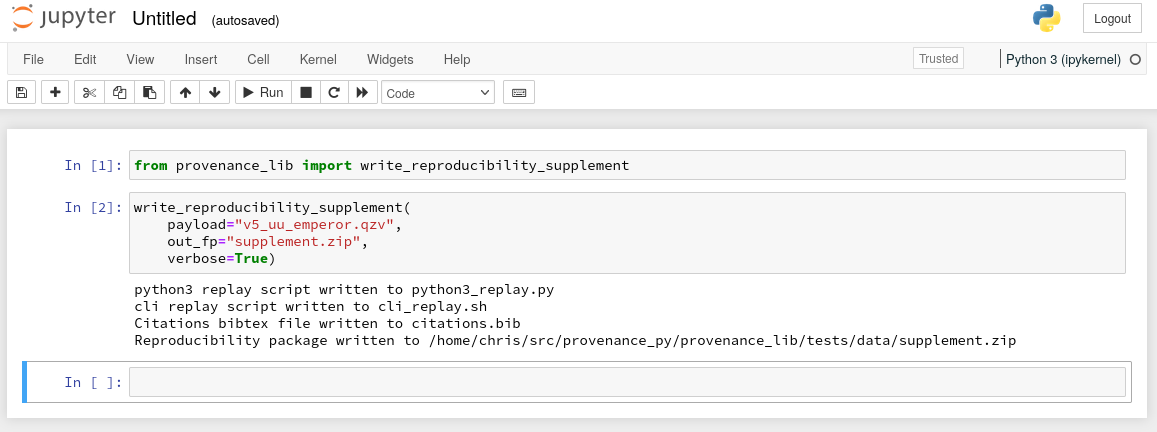 jupyter Untitled (autosaved) Logout
File Edit View Insert Cell Kernel Widgets Help Trusted Python 3 (ipykernel)
Run Code
In [1]: from provenance_lib import write_reproducibility_supplement
In [2]: write_reproducibility_supplement(
payload="v5_uu_emperor.qzv",
out_fp="supplement.zip",
verbose=True)
python3 replay script written to python3_replay.py
cli replay script written to cli_replay.sh
Citations bibtex file written to citations.bib
Reproducibility package written to /home/chris/src/provenance_py/provenance_lib/tests/data/supplement.zip
In [ ]: